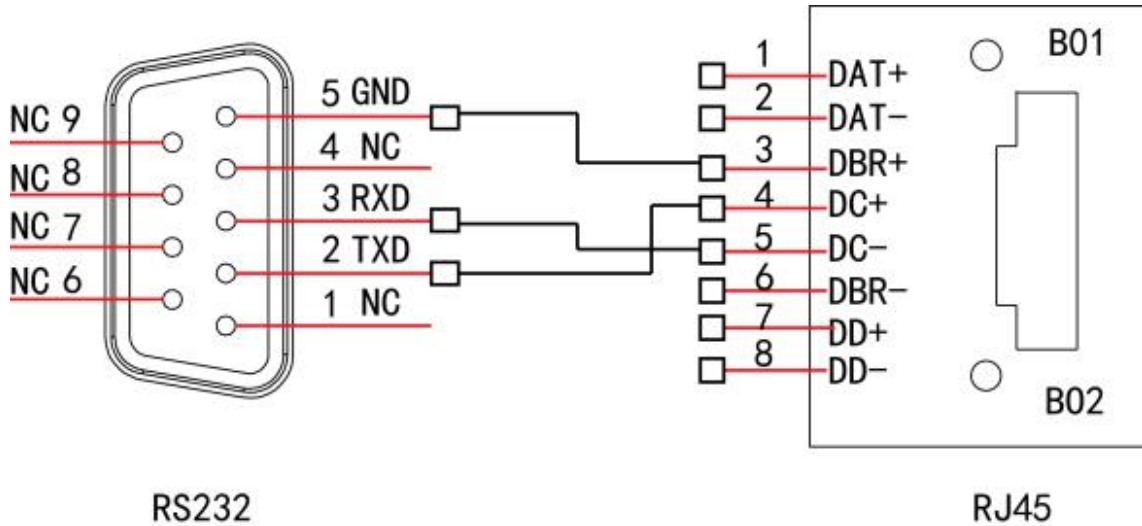 NC 9
NC 8
NC 7
NC 6
5 GND
4 NC
3 RXD
2 TXD
1 NC
1 DAT+
2 DAT-
3 DBR+
4 DC+
5 DC-
6 DBR-
7 DD+
8 DD-
B01
B02
RS232
RJ45